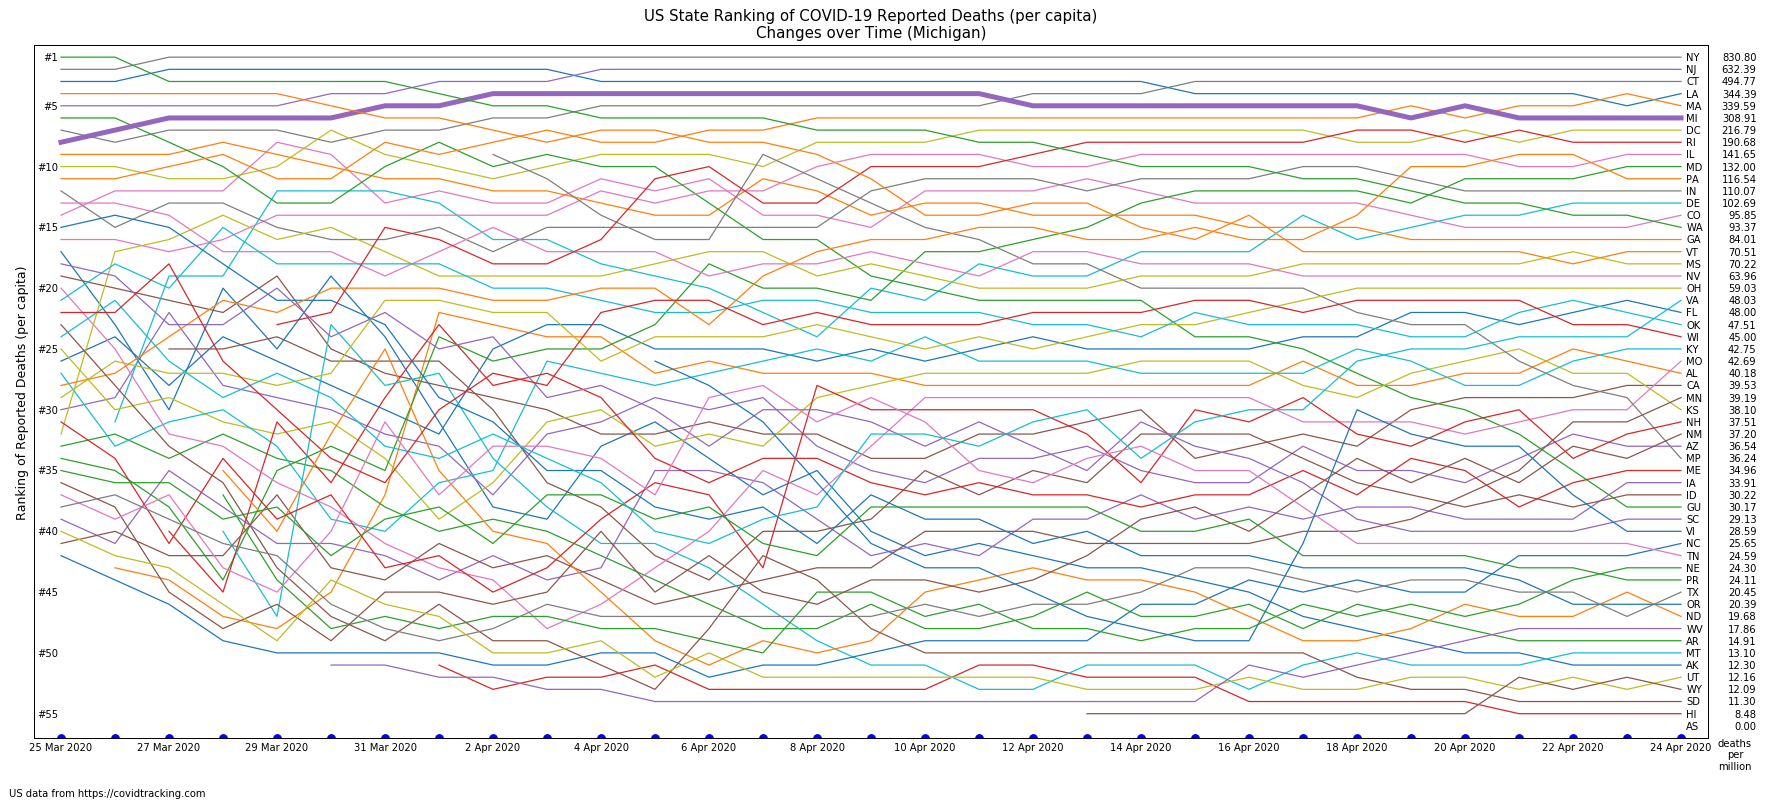 US State Ranking of COVID-19 Reported Deaths (per capita)
Changes over Time (Michigan)
Ranking of Reported Deaths (per capita)
#1
#5
#10
#15
#20
#25
#30
#35
#40
#45
#50
#55
NY 830.80
NJ 632.39
CT 494.77
LA 344.39
MA 339.59
MI 308.91
DC 216.79
RI 190.68
IL 141.65
MD 132.00
PA 116.54
IN 110.07
DE 102.69
CO 95.85
WA 93.37
GA 84.01
VT 70.51
MS 70.22
NV 63.96
OH 59.03
VA 48.03
FL 48.00
OK 47.51
WI 45.00
KY 42.75
MO 42.69
AL 40.18
CA 39.53
MN 39.19
KS 38.10
NH 37.51
NM 37.20
AZ 36.54
MP 36.24
ME 34.96
IA 33.91
ID 30.22
GU 30.17
SC 29.13
VI 28.59
NC 25.65
TN 24.59
NE 24.30
PR 24.11
TX 20.45
OR 20.39
ND 19.68
WV 17.86
AR 14.91
MT 13.10
AK 12.30
UT 12.16
WY 12.09
SD 11.30
HI 8.48
AS 0.00
25 Mar 2020 27 Mar 2020 29 Mar 2020 31 Mar 2020 2 Apr 2020 4 Apr 2020 6 Apr 2020 8 Apr 2020 10 Apr 2020 12 Apr 2020 14 Apr 2020 16 Apr 2020 18 Apr 2020 20 Apr 2020 22 Apr 2020 24 Apr 2020
deaths
per
million
US data from https://covidtracking.com